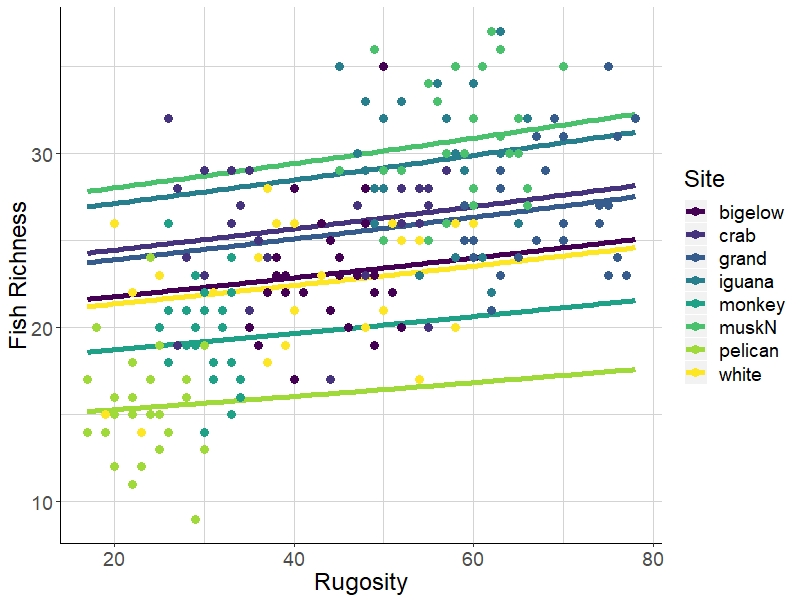 30
20
10
Fish Richness
20 40 60 80
Rugosity
Site
bigelow
crab
grand
iguana
monkey
muskN
pelican
white